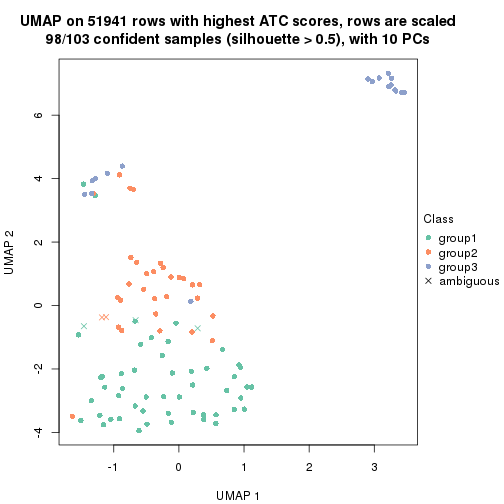 UMAP on 51941 rows with highest ATC scores, rows are scaled
98/103 confident samples (silhouette > 0.5), with 10 PCs
6
4
2
0
-2
-4
UMAP 2
-1
0
1
2
3
UMAP 1
Class
group1
group2
group3
ambiguous